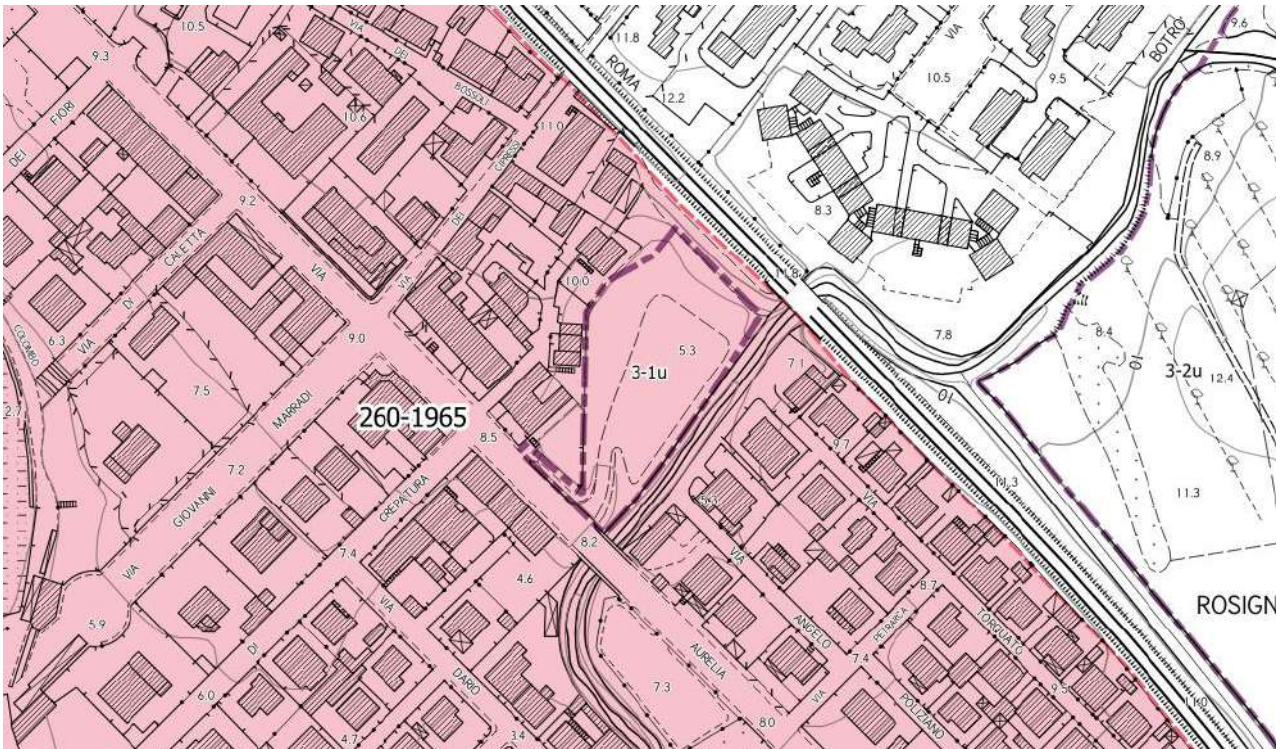 10.5
VIA
DEI
BOSSOLI
11.8
ROMA
12.2
VIA
10.5
9.5
BOTRO
9.6
9.3
FIORI
DEI
10.6
11.0
CIPRESSI
DEI
VIA
8.3
8.9
9.2
CALETTA
DI
VIA
VIA
10.0
11.8
COLOMBO
6.3
9.0
5.3
3-1u
7.1
7.8
8.4
10
3-2u
12.4
10
2.7
7.5
MARRADI
260-1965
8.5
9.7
VIA
11.3
11.3
GIOVANNI
7.2
CREPATURA
VIA
5.3
8.2
7.4
4.6
VIA
ANGELO
8.7
PETRARCA
TORQUATO
ROSIGN
5.9
DI
VIA
DARIO
AURELIA
7.4
VIA
POLIZIANO
9.5
6.0
7.3
8.0
11.0
4.7
3.4